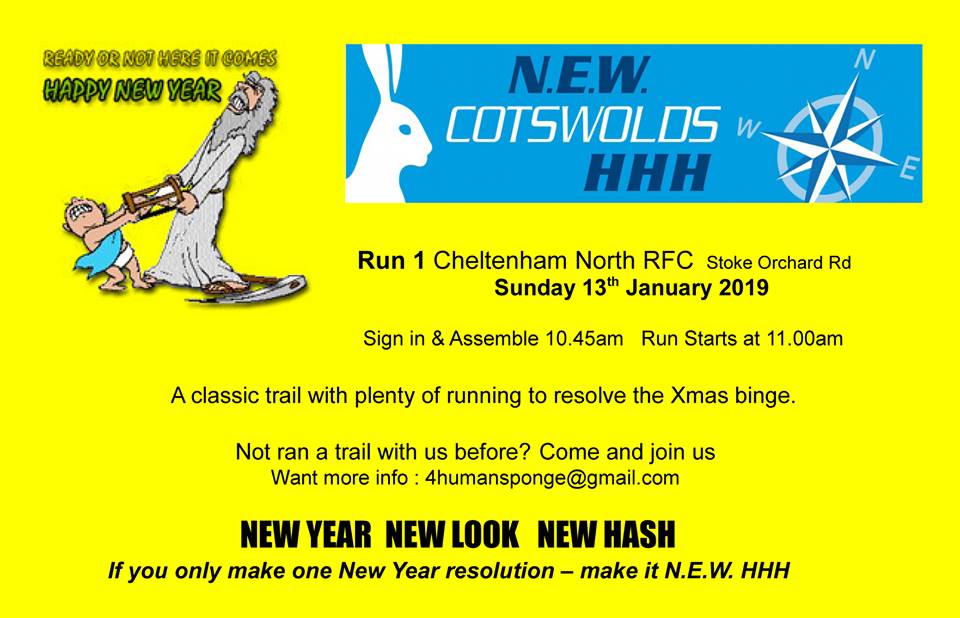 READY OR NOT HERE IT COMES
HAPPY NEW YEAR
N.E.W.
COTSWOLDS
HHH
N
W
E
Run 1 Cheltenham North RFC Stoke Orchard Rd
Sunday 13th January 2019
Sign in & Assemble 10.45am Run Starts at 11.00am
A classic trail with plenty of running to resolve the Xmas binge.
Not ran a trail with us before? Come and join us
Want more info : 4humansponge@gmail.com
NEW YEAR NEW LOOK NEW HASH
If you only make one New Year resolution – make it N.E.W. HHH